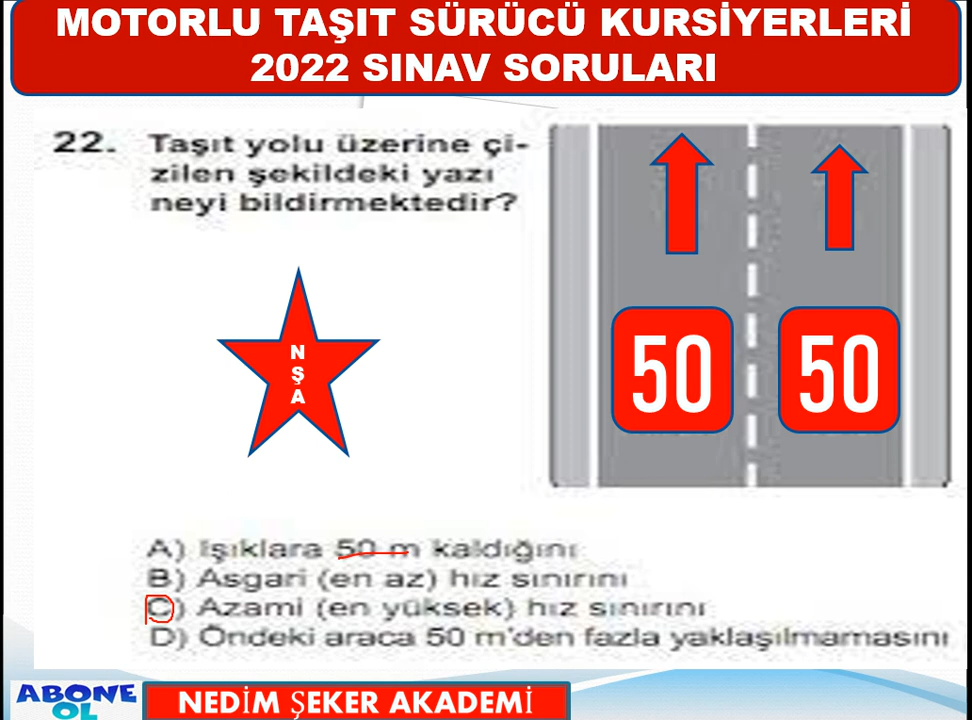 MOTORLU TAŞIT SÜRÜCÜ KURSİYERLERİ
2022 SINAV SORULARI
22. Taşıt yolu üzerine çi-
zilen şekildeki yazı
neyi bildirmektedir?
N
Ş
A
50 50
A) Işıklara 50 m kaldığını
B) Asgari (en az) hız sınırını
C) Azami (en yüksek) hız sınırını
D) Öndeki araca 50 m'den fazla yaklaşılmamasını
ABONE
OL
NEDİM ŞEKER AKADEMİ